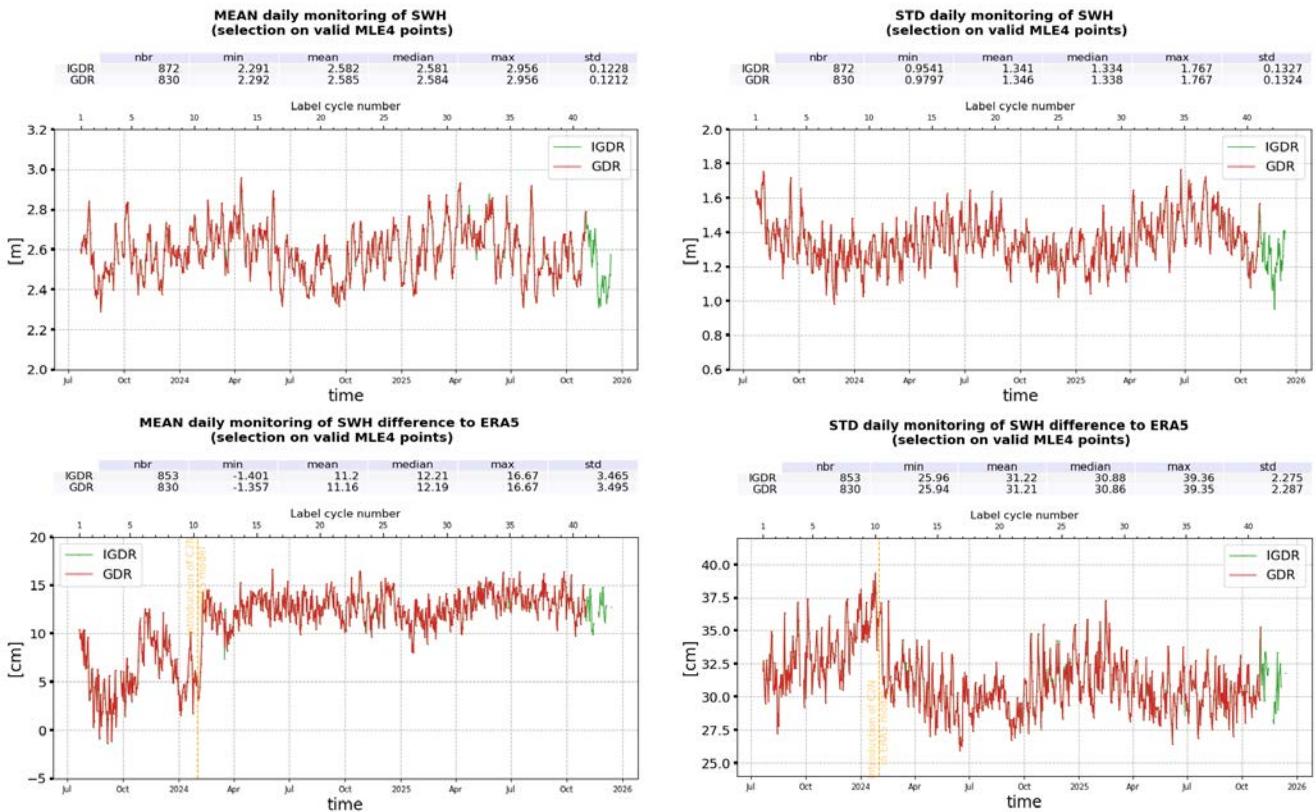 MEAN daily monitoring of SWH
(selection on valid MLE4 points)
nbr min mean median max std
IGDR 872 2.291 2.582 2.581 2.956 0.1228
GDR 830 2.292 2.585 2.584 2.956 0.1212
Label cycle number
1 5 10 15 20 25 30 35 40
3.2
3.0
2.8
2.6
2.4
2.2
2.0
[m]
IGDR
GDR
Jul Oct 2024 Apr Jul Oct 2025 Apr Jul Oct 2026
time
STD daily monitoring of SWH
(selection on valid MLE4 points)
nbr min mean median max std
IGDR 872 0.9541 1.341 1.334 1.767 0.1327
GDR 830 0.9797 1.346 1.338 1.767 0.1324
Label cycle number
1 5 10 15 20 25 30 35 40
2.0
1.8
1.6
1.4
1.2
1.0
0.8
0.6
[m]
IGDR
GDR
Jul Oct 2024 Apr Jul Oct 2025 Apr Jul Oct 2026
time
MEAN daily monitoring of SWH difference to ERA5
(selection on valid MLE4 points)
nbr min mean median max std
IGDR 853 -1.401 11.2 12.21 16.67 3.465
GDR 830 -1.357 11.16 12.19 16.67 3.495
Label cycle number
1 5 10 15 20 25 30 35 40
20
15
10
5
0
−5
[cm]
IGDR
GDR
Jul Oct 2024 Apr Jul Oct 2025 Apr Jul Oct 2026
time
STD daily monitoring of SWH difference to ERA5
(selection on valid MLE4 points)
nbr min mean median max std
IGDR 853 25.96 31.22 30.88 39.36 2.275
GDR 830 25.94 31.21 30.86 39.35 2.287
Label cycle number
1 5 10 15 20 25 30 35 40
40.0
37.5
35.0
32.5
30.0
27.5
25.0
[cm]
IGDR
GDR
Jul Oct 2024 Apr Jul Oct 2025 Apr Jul Oct 2026
time